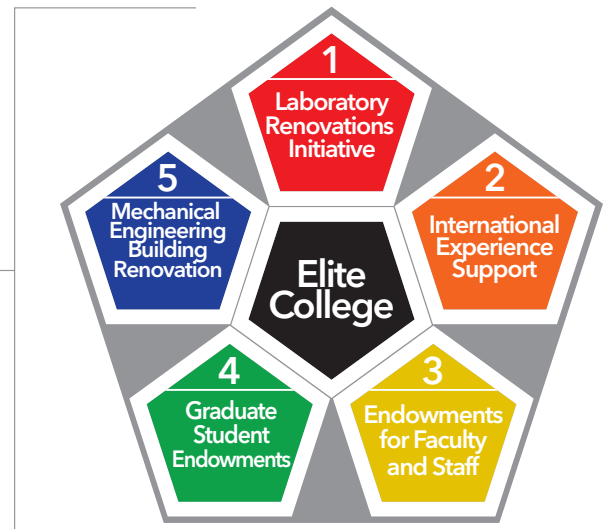 1
Laboratory
Renovations
Initiative
2
International
Experience
Support
3
Endowments
for Faculty
and Staff
4
Graduate
Student
Endowments
5
Mechanical
Engineering
Building
Renovation
Elite
College